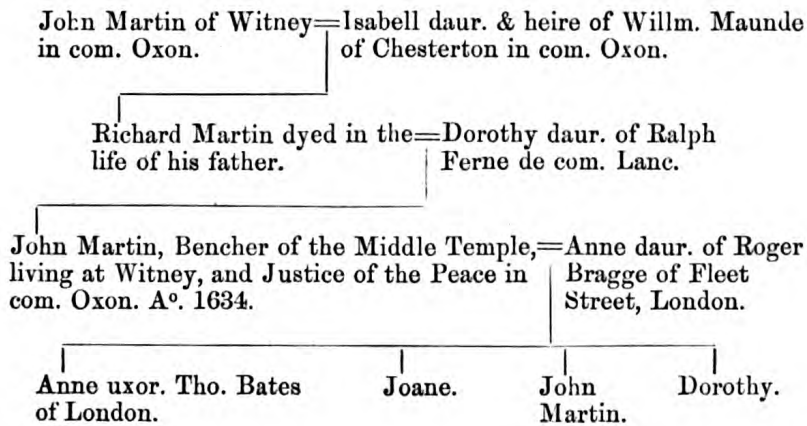 John Martin of Witney=Isabell daur. & heire of Willm. Maunde
in com. Oxon. of Chesterton in com. Oxon.
Richard Martin dyed in the=Dorothy daur. of Ralph
life of his father. Ferne de com. Lanc.
John Martin, Bencher of the Middle Temple,=Anne daur. of Roger
living at Witney, and Justice of the Peace in Bragge of Fleet
com. Oxon. Aº. 1634. Street, London.
Anne uxor. Tho. Bates Joane. John Dorothy.
of London. Martin.